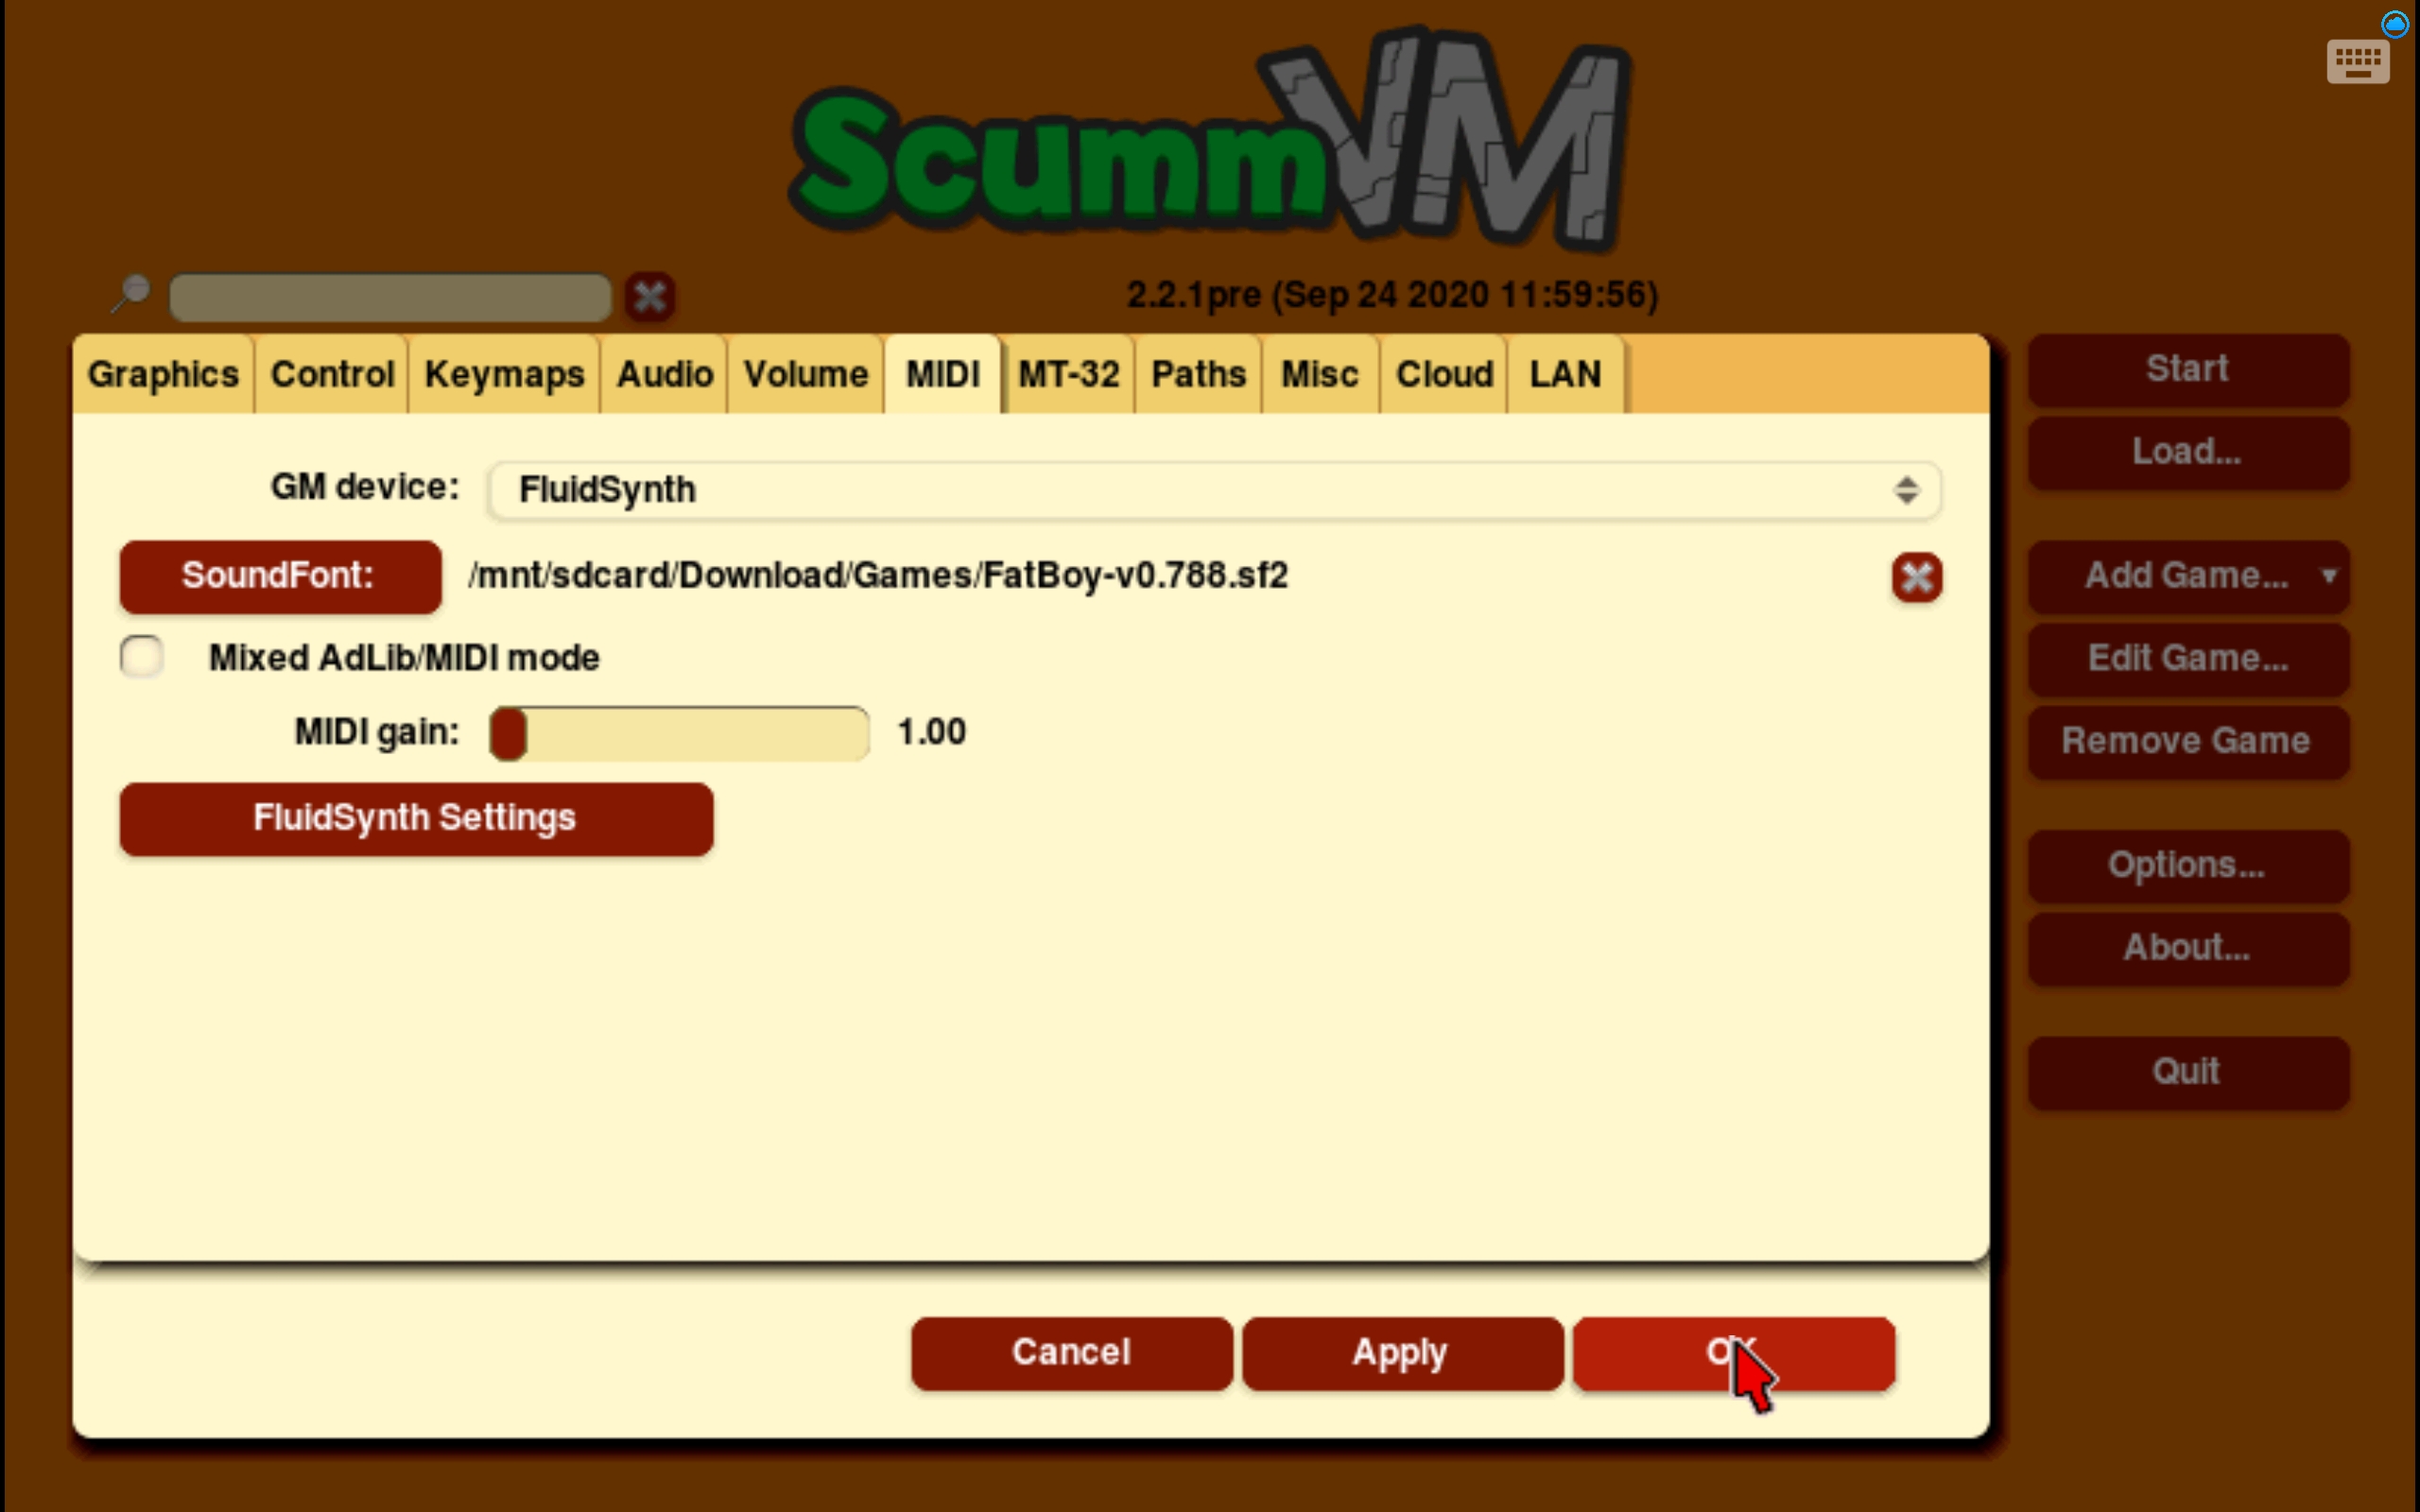 ScummVM
2.2.1pre (Sep 24 2020 11:59:56)
Graphics Control Keymaps Audio Volume MIDI MT-32 Paths Misc Cloud LAN
GM device: FluidSynth
SoundFont: /mnt/sdcard/Download/Games/FatBoy-v0.788.sf2
Mixed AdLib/MIDI mode
MIDI gain: 1.00
FluidSynth Settings
Cancel Apply OK
Start
Load...
Add Game...
Edit Game...
Remove Game
Options...
About...
Quit